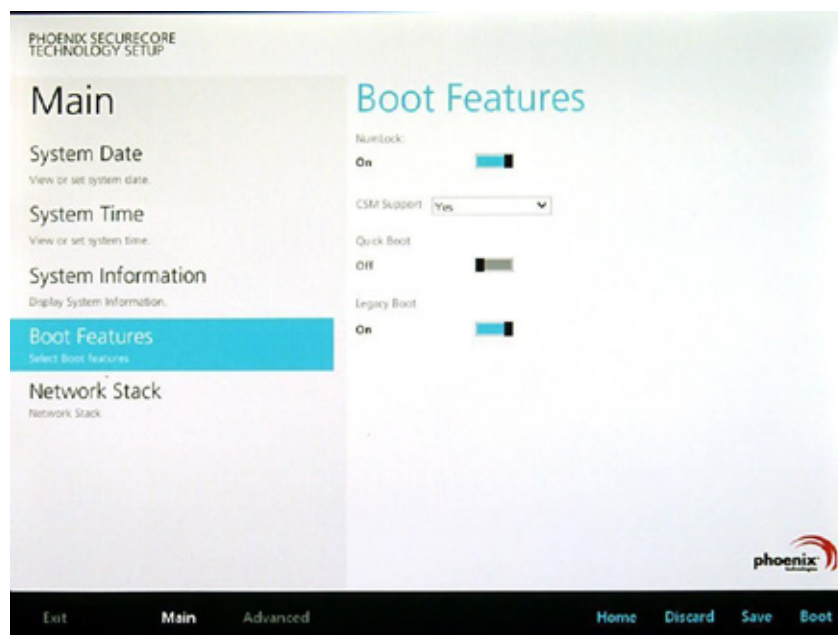 PHOENIX SECURECORE
TECHNOLOGY SETUP
Main
System Date
View or set system date.
System Time
View or set system time.
System Information
Display System Information.
Boot Features
Select Boot features
Network Stack
Network Stack
Boot Features
NumLock:
On
CSM Support Yes
Quick Boot
Off
Legacy Boot
On
phoenix
technologies
Exit Main Advanced Home Discard Save Boot